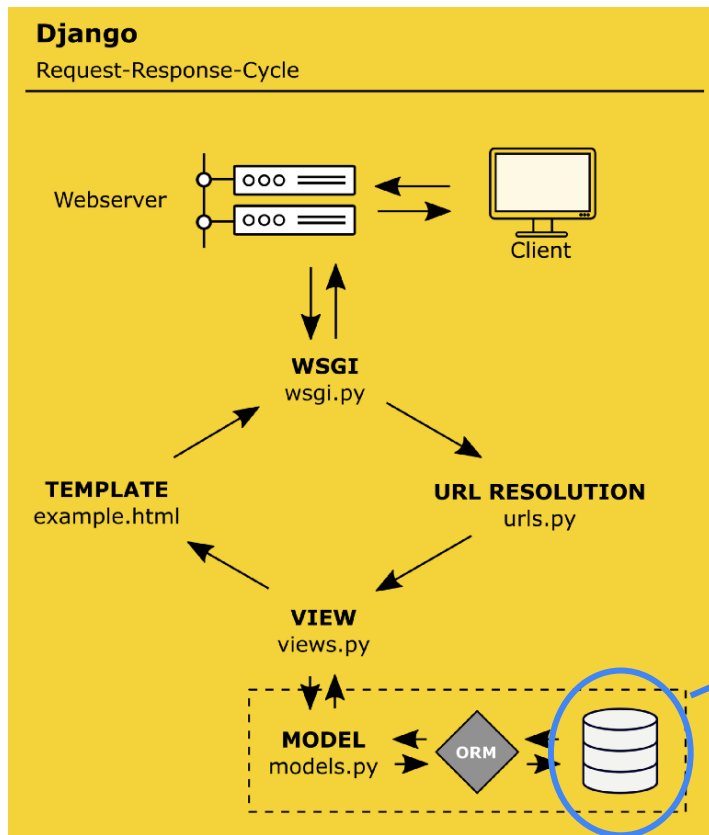 Django
Request-Response-Cycle
Webserver
Client
WSGI
wsgi.py
TEMPLATE
example.html
URL RESOLUTION
urls.py
VIEW
views.py
MODEL
models.py
ORM